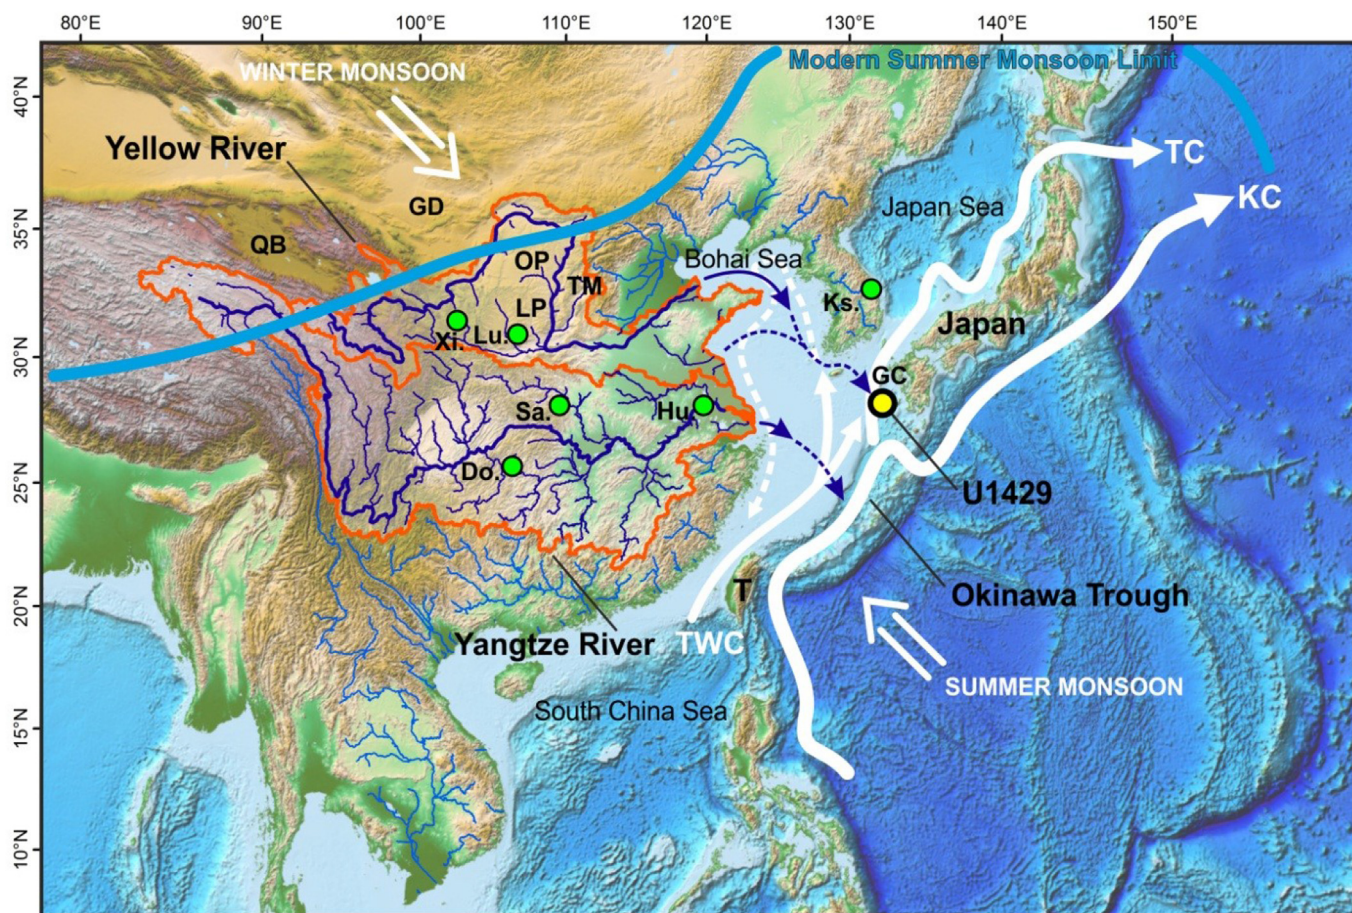 80°E 90°E 100°E 110°E 120°E 130°E 140°E 150°E
40°N
35°N
30°N
25°N
20°N
15°N
10°N
WINTER MONSOON
Modern Summer Monsoon Limit
Yellow River
TC
KC
GD
Japan Sea
QB
OP
Bohai Sea
TM
Ks.
LP
Xi.
Lu.
Japan
GC
Sa.
Hu.
Do.
U1429
T
Okinawa Trough
Yangtze River
TWC
SUMMER MONSOON
South China Sea